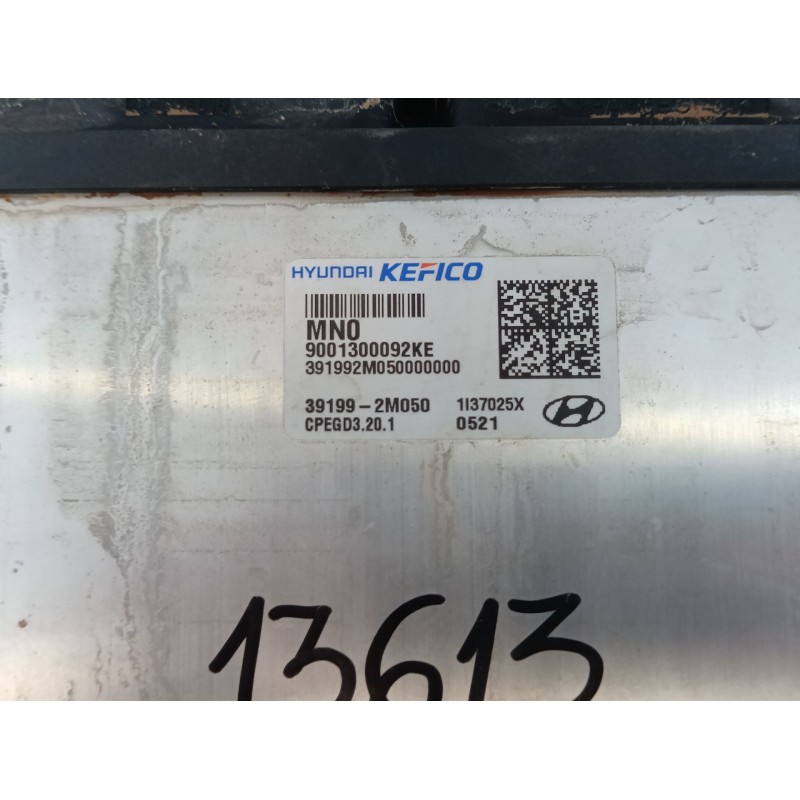 HYUNDAI KEFICO
MN0
9001300092KE
391992M050000000
39199-2M050 1I37025X
CPEGD3.20.1 0521
13613